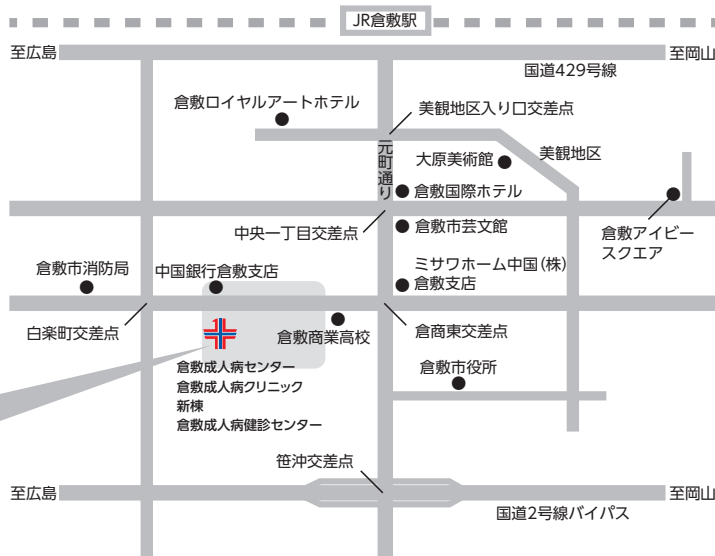 JR倉敷駅
至広島
至岡山
国道429号線
倉敷ロイヤルアートホテル
美観地区入り口交差点
元町通り
大原美術館
美観地区
倉敷国際ホテル
中央一丁目交差点
倉敷市芸文館
倉敷アイビー
スクエア
倉敷市消防局
中国銀行倉敷支店
ミサワホーム中国(株)
倉敷支店
白楽町交差点
倉敷商業高校
倉商東交差点
倉敷成人病センター
倉敷成人病クリニック
新棟
倉敷成人病健診センター
倉敷市役所
笹沖交差点
至広島
至岡山
国道2号線バイパス